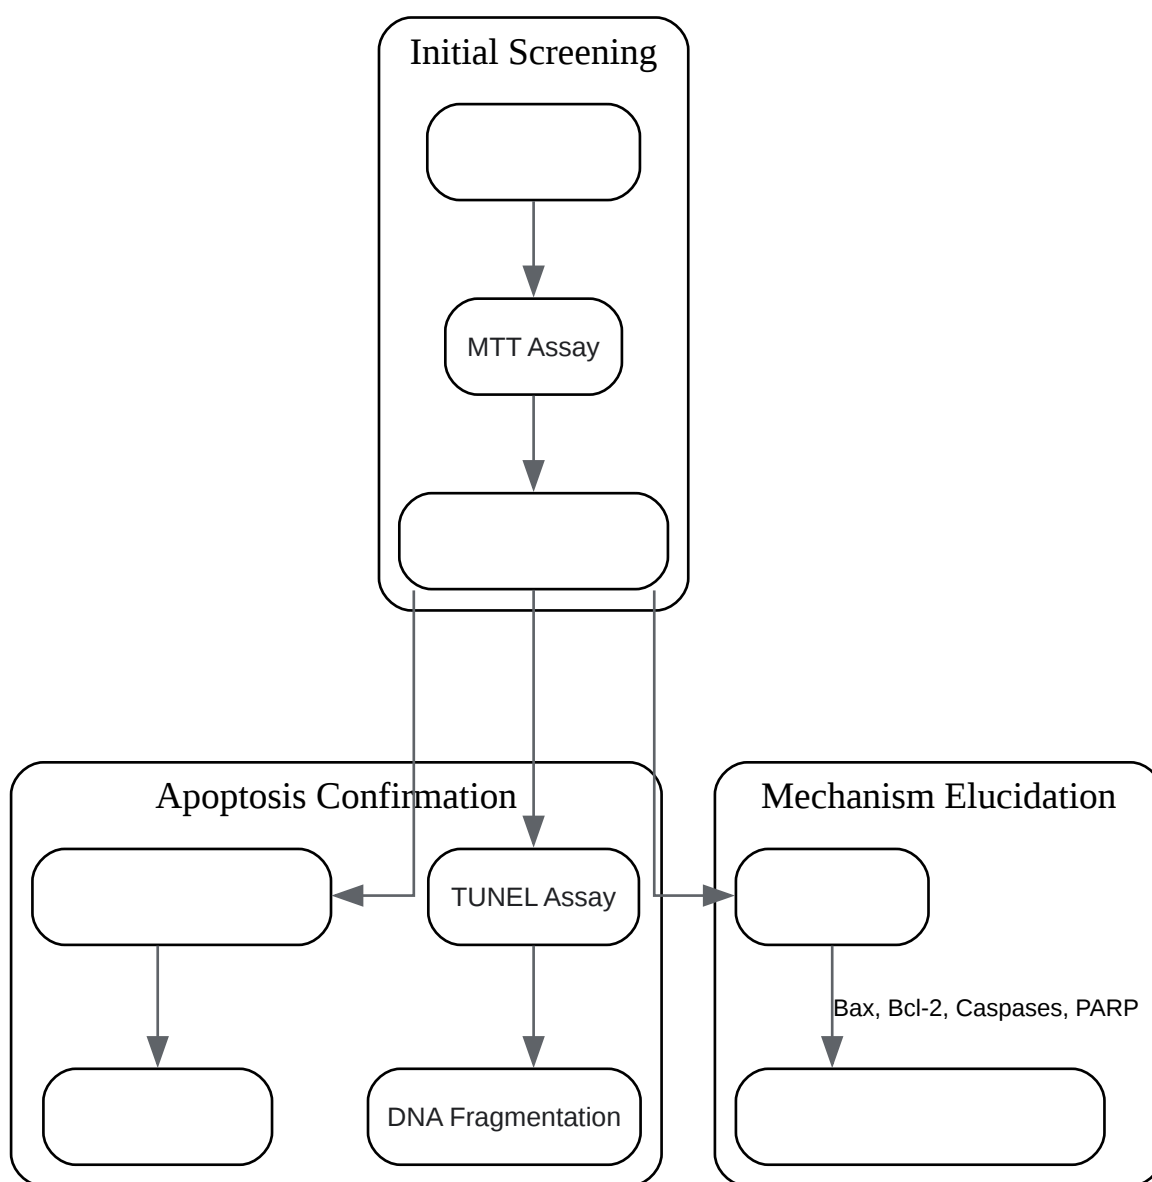 Initial Screening
MTT Assay
Apoptosis Confirmation
Mechanism Elucidation
TUNEL Assay
Bax, Bcl-2, Caspases, PARP
DNA Fragmentation